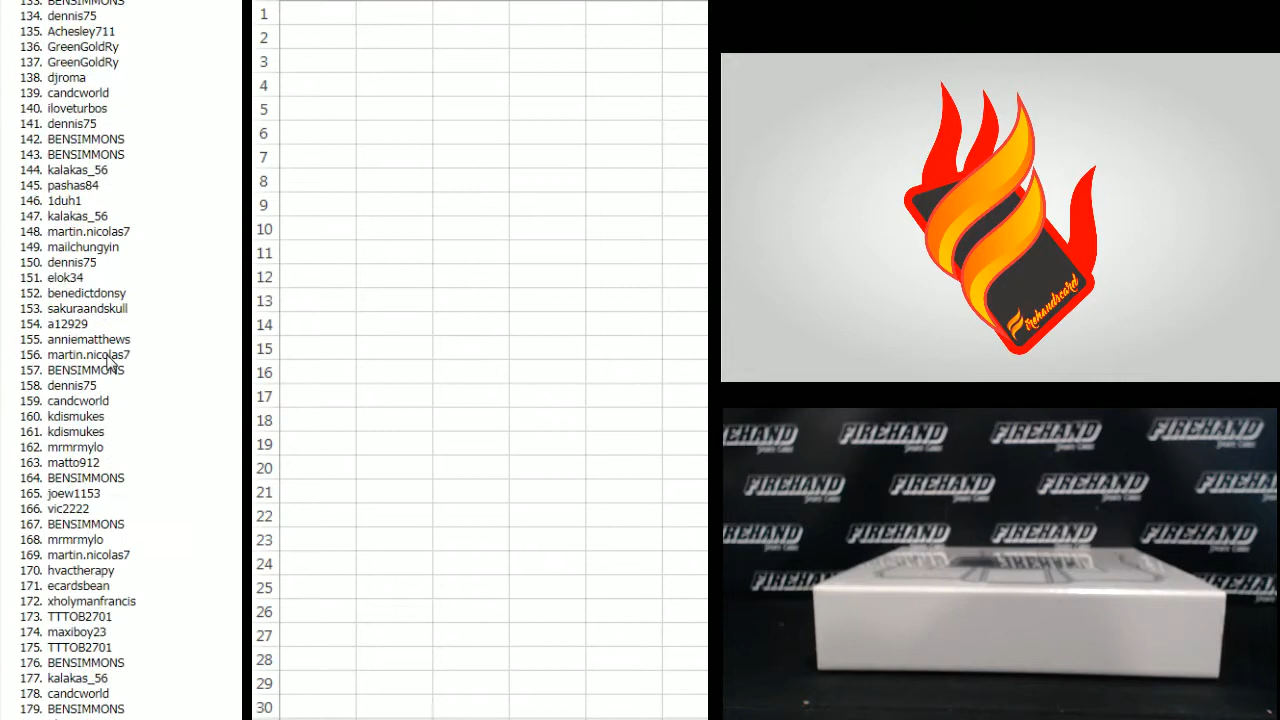 133. BENSIMMONS
134. dennis75
135. Achesley711
136. GreenGoldRy
137. GreenGoldRy
138. djroma
139. candcworld
140. iloveturbos
141. dennis75
142. BENSIMMONS
143. BENSIMMONS
144. kalakas_56
145. pashas84
146. 1duh1
147. kalakas_56
148. martin.nicolas7
149. mailchungyin
150. dennis75
151. elok34
152. benedictdonsy
153. sakuraandskull
154. a12929
155. anniematthews
156. martin.nicolas7
157. BENSIMMONS
158. dennis75
159. candcworld
160. kdismukes
161. kdismukes
162. mrmrmylo
163. matto912
164. BENSIMMONS
165. joew1153
166. vic2222
167. BENSIMMONS
168. mrmrmylo
169. martin.nicolas7
170. hvactherapy
171. ecardsbean
172. xholymanfrancis
173. TTTOB2701
174. maxiboy23
175. TTTOB2701
176. BENSIMMONS
177. kalakas_56
178. candcworld
179. BENSIMMONS
1
2
3
4
5
6
7
8
9
10
11
12
13
14
15
16
17
18
19
20
21
22
23
24
25
26
27
28
29
30
Firehandscard
FIREHAND FIREHAND FIREHAND FIREHAND
FIREHAND FIREHAND FIREHAND FIREHAND
FIREHAND FIREHAND FIREHAND FIREHAND
FIREHAND FIREHAND FIREHAND